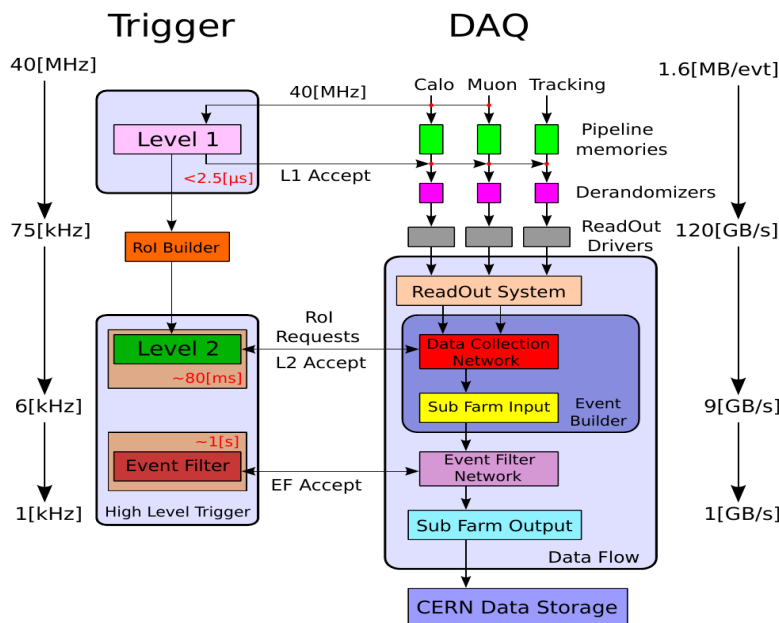 Trigger
DAQ
40[MHz]
1.6[MB/evt]
Calo
Muon
Tracking
40[MHz]
Level 1
<2.5[μs]
L1 Accept
Pipeline
memories
Derandomizers
75[kHz]
RoI Builder
ReadOut
Drivers
120[GB/s]
ReadOut System
RoI
Requests
Level 2
L2 Accept
~80[ms]
Data Collection
Network
6[kHz]
Sub Farm Input
Event
Builder
9[GB/s]
~1[s]
Event Filter
EF Accept
Event Filter
Network
1[kHz]
High Level Trigger
Sub Farm Output
1[GB/s]
Data Flow
CERN Data Storage